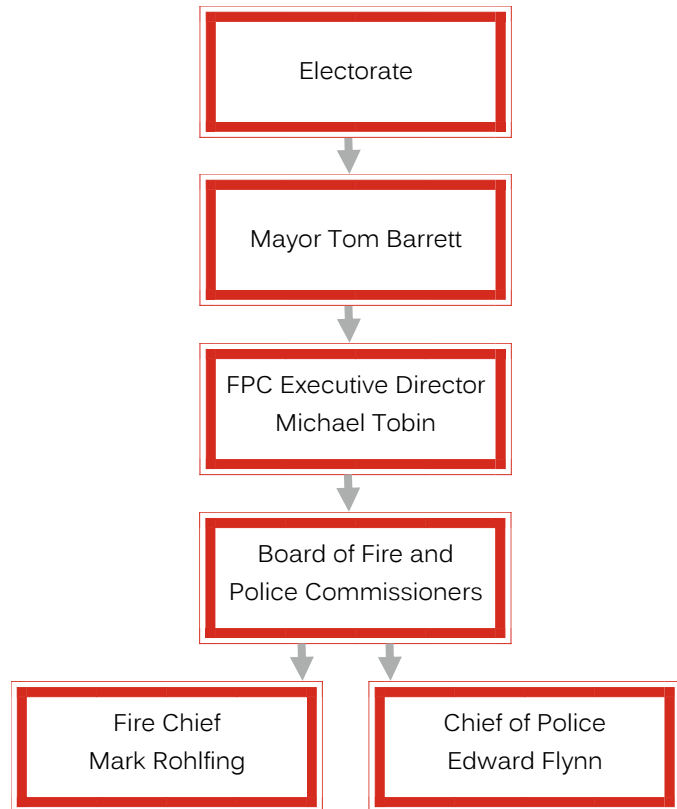 Electorate
Mayor Tom Barrett
FPC Executive Director
Michael Tobin
Board of Fire and
Police Commissioners
Fire Chief
Mark Rohlfing
Chief of Police
Edward Flynn